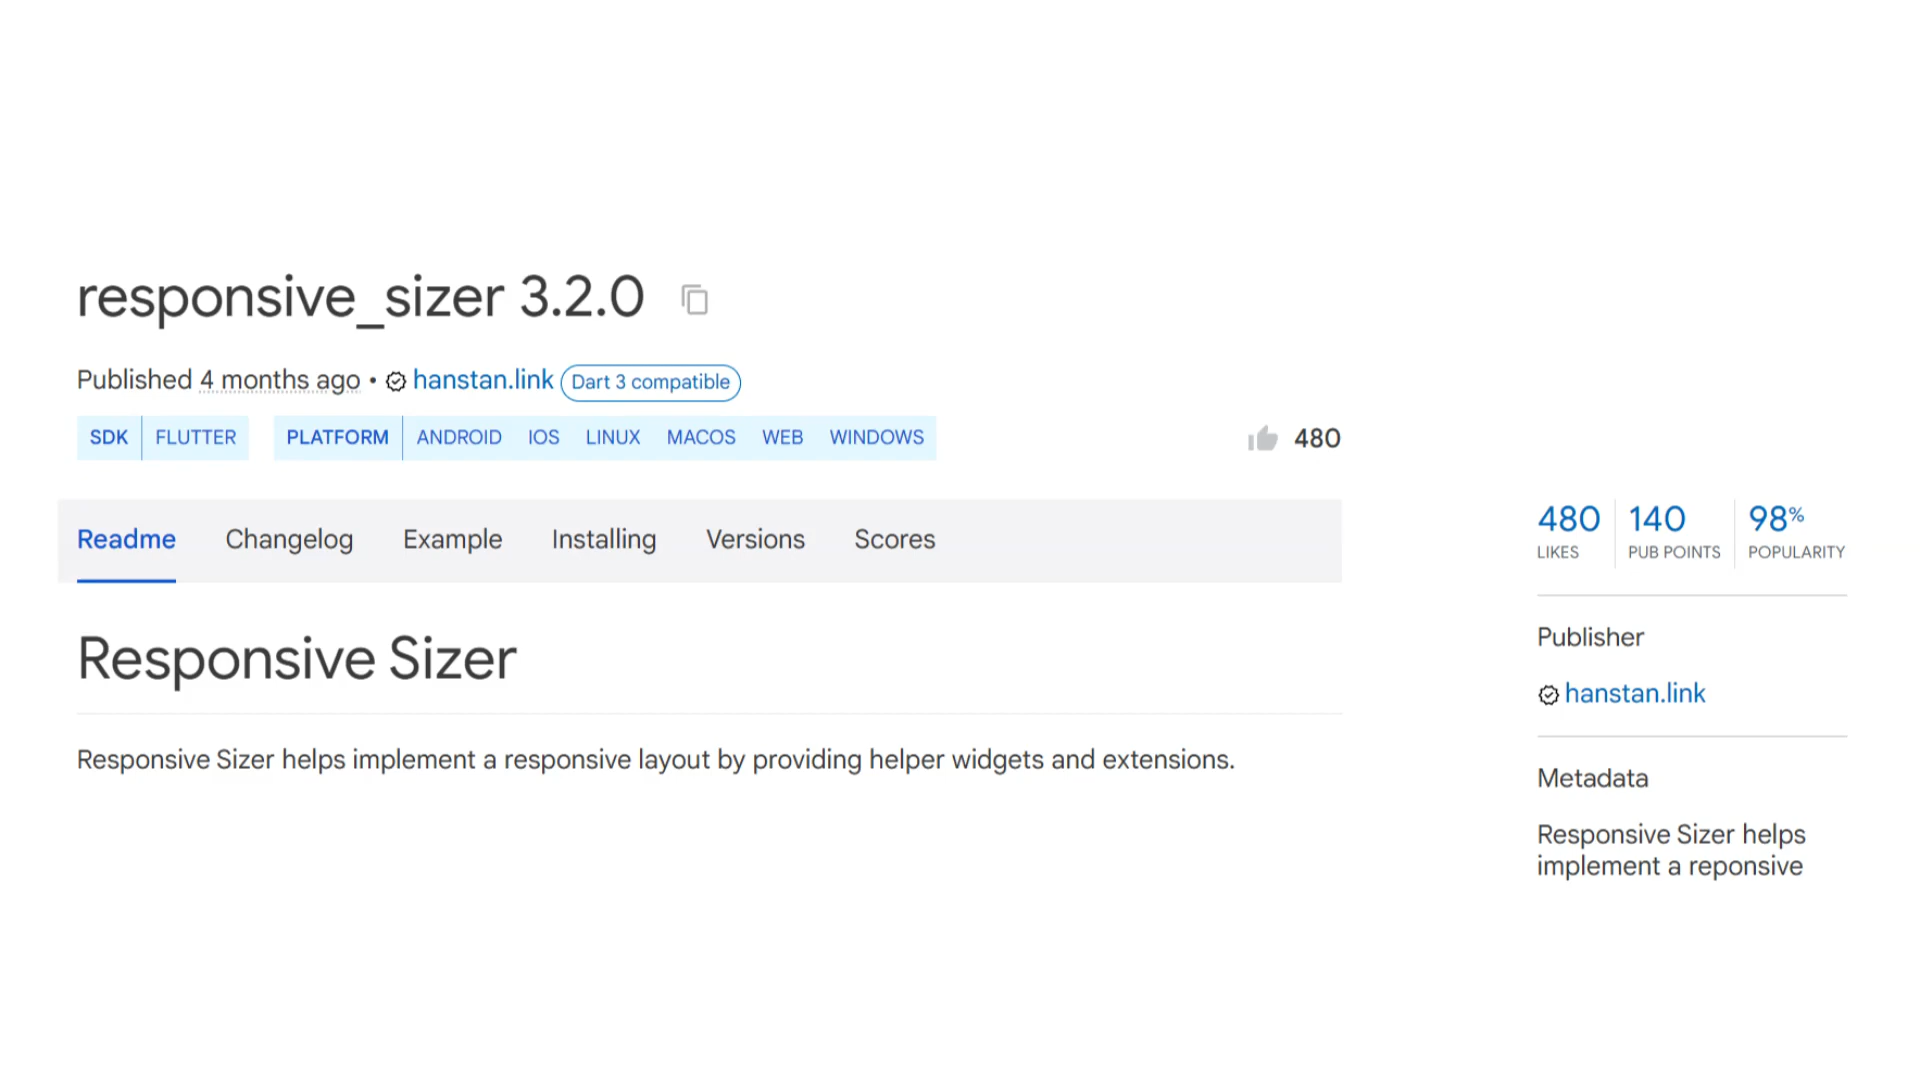 responsive_sizer 3.2.0
Published 4 months ago • hanstan.link Dart 3 compatible
SDK FLUTTER PLATFORM ANDROID IOS LINUX MACOS WEB WINDOWS
480
Readme Changelog Example Installing Versions Scores
Responsive Sizer
Responsive Sizer helps implement a responsive layout by providing helper widgets and extensions.
480 140 98%
LIKES PUB POINTS POPULARITY
Publisher
hanstan.link
Metadata
Responsive Sizer helps
implement a reponsive